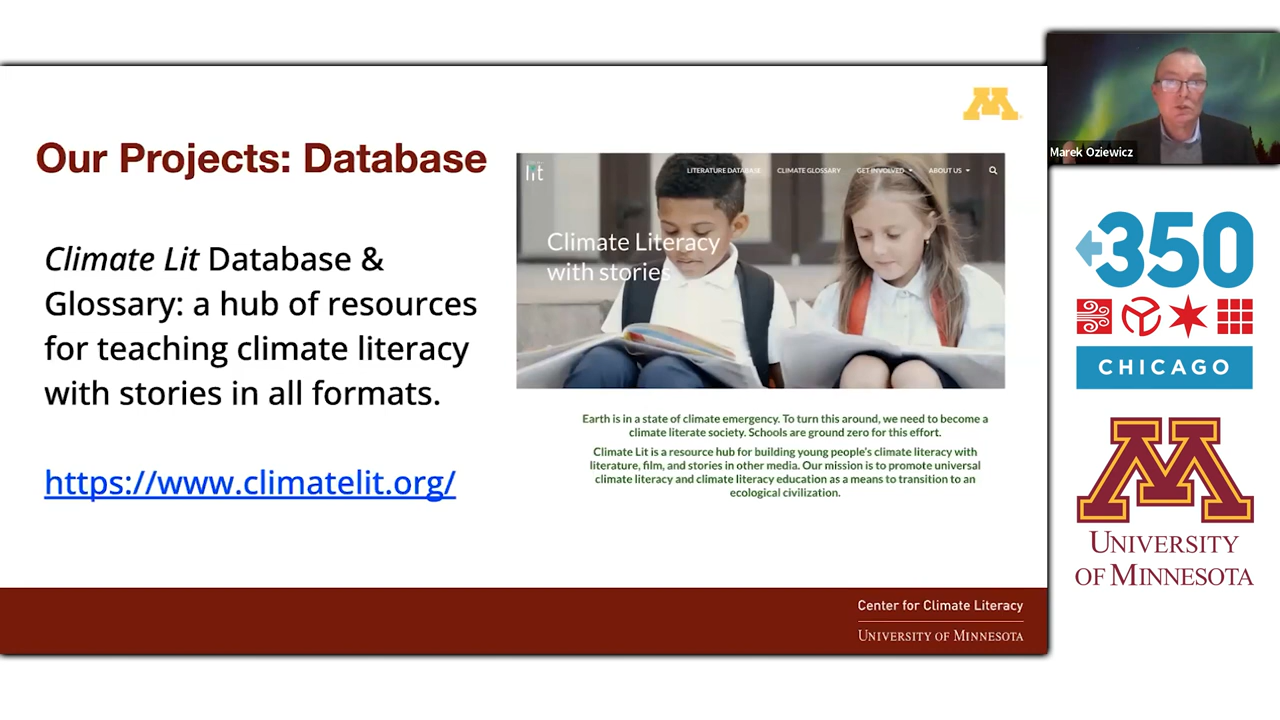 Our Projects: Database
Climate Lit Database &
Glossary: a hub of resources
for teaching climate literacy
with stories in all formats.
https://www.climatelit.org/
M
lit
LITERATURE DATABASE CLIMATE GLOSSARY GET INVOLVED ABOUT US
Climate Literacy
with stories
Earth is in a state of climate emergency. To turn this around, we need to become a
climate literate society. Schools are ground zero for this effort.
Climate Lit is a resource hub for building young people's climate literacy with
literature, film, and stories in other media. Our mission is to promote universal
climate literacy and climate literacy education as a means to transition to an
ecological civilization.
Center for Climate Literacy
UNIVERSITY OF MINNESOTA
Marek Oziewicz
350
CHICAGO
M
UNIVERSITY
OF MINNESOTA